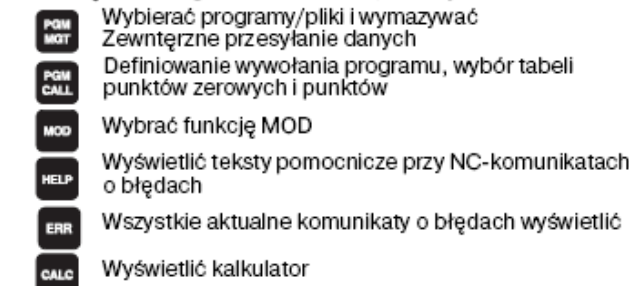 PGM MGT Wybierać programy/pliki i wymazywać
Zewntęrzne przesyłanie danych
PGM CALL Definiowanie wywołania programu, wybór tabeli
punktów zerowych i punktów
MOD Wybrać funkcję MOD
HELP Wyświetlić teksty pomocnicze przy NC-komunikatach
o błędach
ERR Wszystkie aktualne komunikaty o błędach wyświetlić
CALC Wyświetlić kalkulator